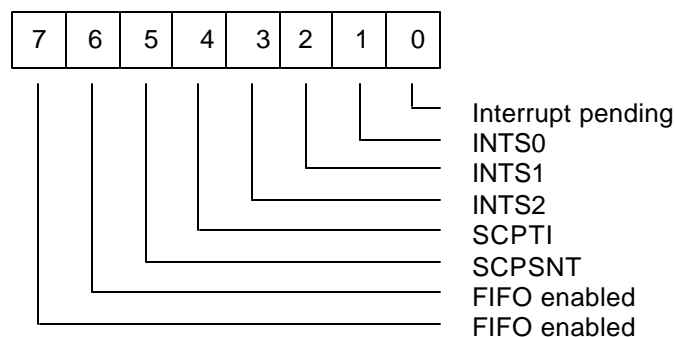 7 6 5 4 3 2 1 0
Interrupt pending
INTS0
INTS1
INTS2
SCPTI
SCPSNT
FIFO enabled
FIFO enabled